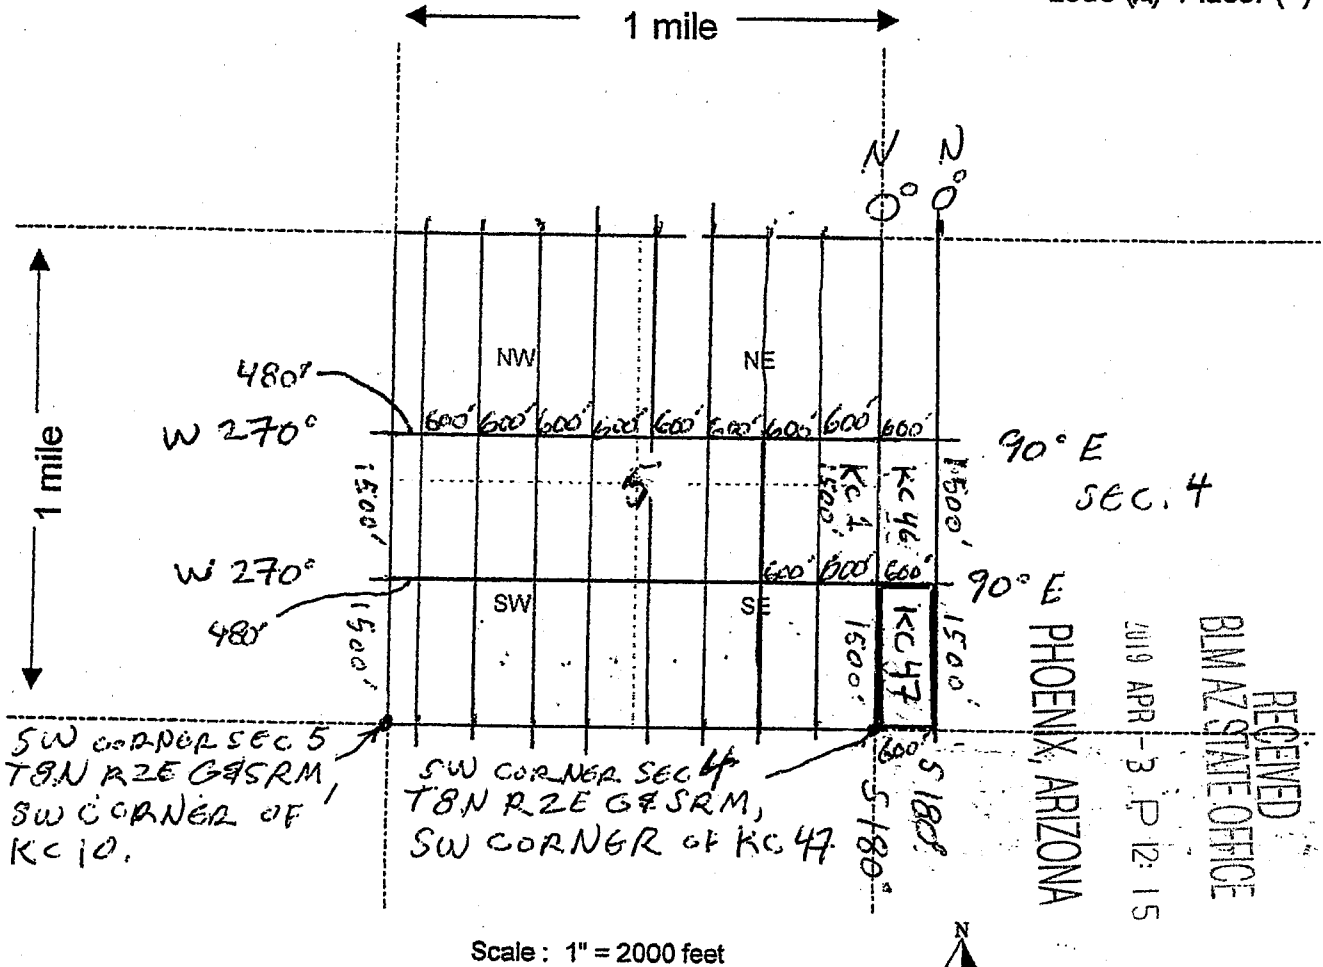 1 mile
N N
0° 0°
NW NE
480'
600' 600' 600' 600' 600' 600' 600' 600' 600'
W 270° 90° E
1 mile
1500' 5 KC 1 1500' KC 46 1500'
SEC. 4
W 270° 600' 600' 600' 90° E
480'
SW SE
1500' 1500' KC 47 1500'
SW CORNER SEC 5
T8N R2E G&SRM,
SW CORNER OF
KC 10.
SW CORNER SEC 4
T8N R2E G&SRM,
SW CORNER OF KC 47
600'
S 180° S 180°
RECEIVED
BLM AZ STATE OFFICE
2019 APR -3 P 12: 15
PHOENIX, ARIZONA
Scale : 1" = 2000 feet
N